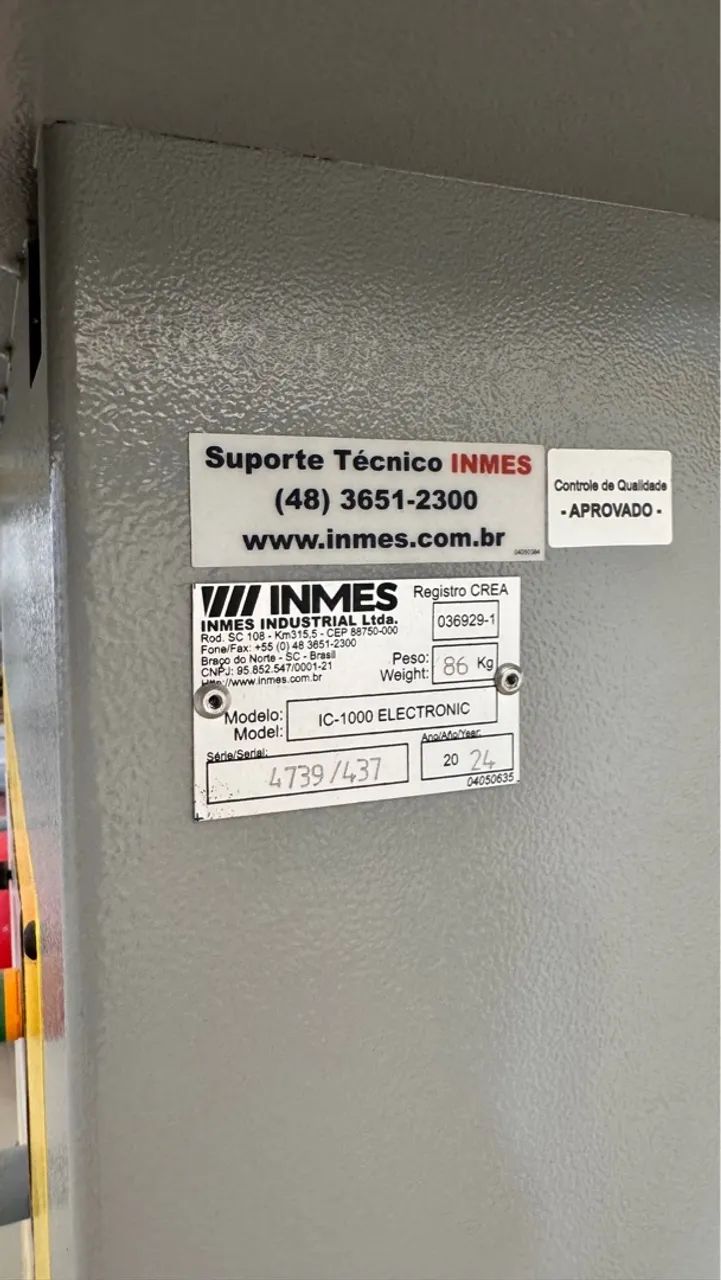 Suporte Técnico INMES
(48) 3651-2300
www.inmes.com.br
04050384
Controle de Qualidade
- APROVADO -
INMES
INMES INDUSTRIAL Ltda.
Rod. SC 108 - Km315,5 - CEP 88750-000
Fone/Fax: +55 (0) 48 3651-2300
Braço do Norte - SC - Brasil
CNPJ: 95.852.547/0001-21
http://www.inmes.com.br
Registro CREA
036929-1
Peso:
Weight:
86 Kg
Modelo:
Model:
IC-1000 ELECTRONIC
Série/Serial:
4739/437
Ano/Año/Year:
20 24
04050635